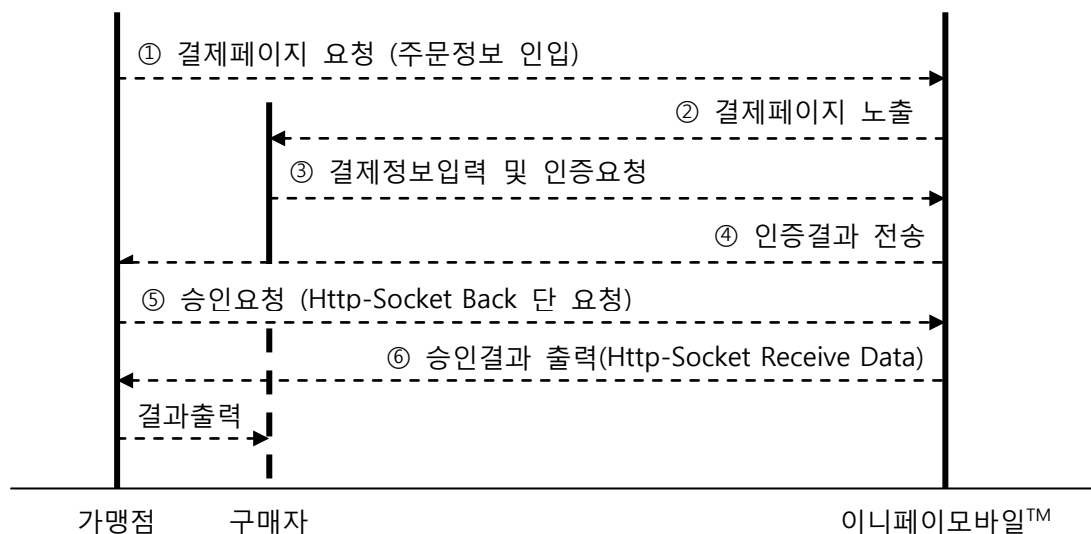 ① 결제페이지 요청 (주문정보 인입)
② 결제페이지 노출
③ 결제정보입력 및 인증요청
④ 인증결과 전송
⑤ 승인요청 (Http-Socket Back 단 요청)
⑥ 승인결과 출력(Http-Socket Receive Data)
결과출력
가맹점 구매자 이니페이모바일TM